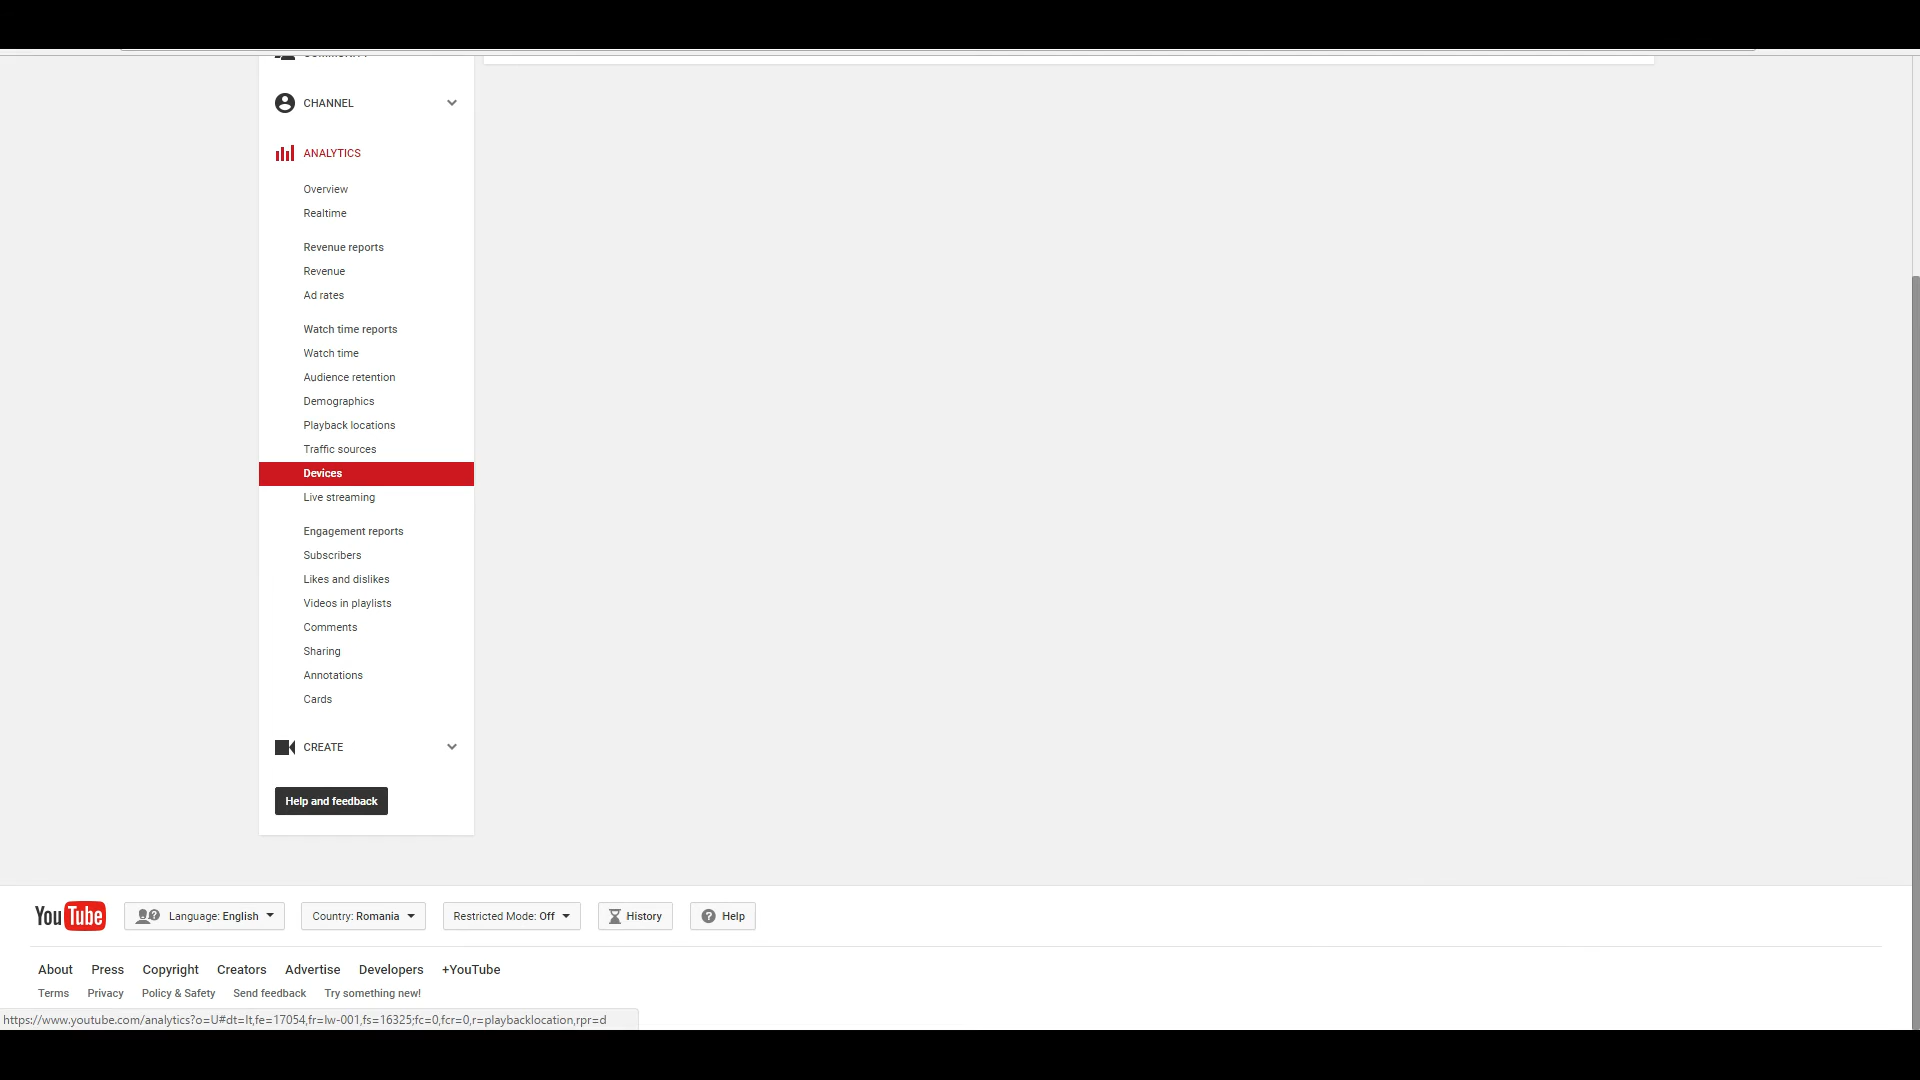 CHANNEL
ANALYTICS
Overview
Realtime
Revenue reports
Revenue
Ad rates
Watch time reports
Watch time
Audience retention
Demographics
Playback locations
Traffic sources
Devices
Live streaming
Engagement reports
Subscribers
Likes and dislikes
Videos in playlists
Comments
Sharing
Annotations
Cards
CREATE
Help and feedback
YouTube Language: English Country: Romania Restricted Mode: Off History Help
About Press Copyright Creators Advertise Developers +YouTube
Terms Privacy Policy & Safety Send feedback Try something new!
https://www.youtube.com/analytics?o=U#dt=lt,fe=17054,fr=lw-001,fs=16325;fc=0,fcr=0,r=playbacklocation,rpr=d